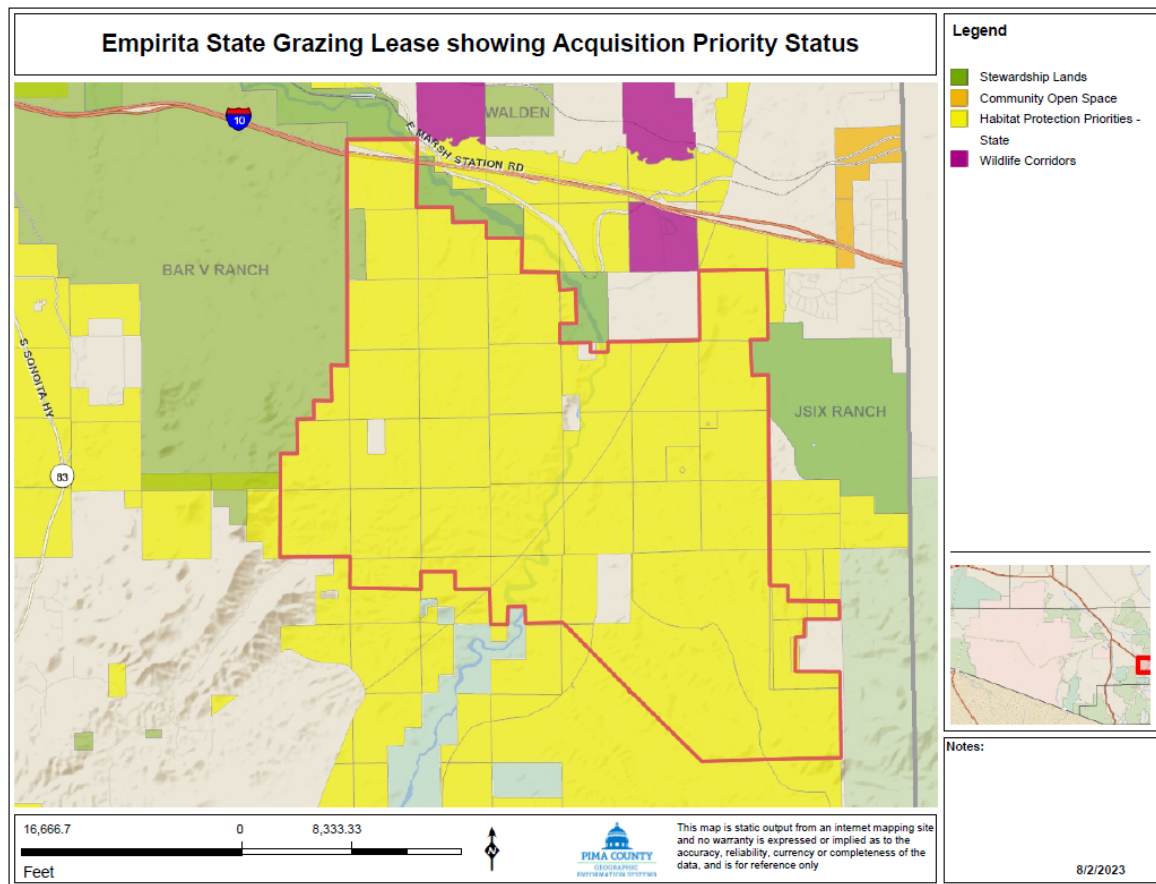 Empirita State Grazing Lease showing Acquisition Priority Status
Legend
Stewardship Lands
Community Open Space
Habitat Protection Priorities -
State
Wildlife Corridors
10
WALDEN
E MARSH STATION RD
BAR V RANCH
S SONOITA HY
83
JSIX RANCH
Notes:
16,666.7
0
8,333.33
Feet
N
PIMA COUNTY
GEOGRAPHIC
INFORMATION SYSTEMS
This map is static output from an internet mapping site
and no warranty is expressed or implied as to the
accuracy, reliability, currency or completeness of the
data, and is for reference only
8/2/2023